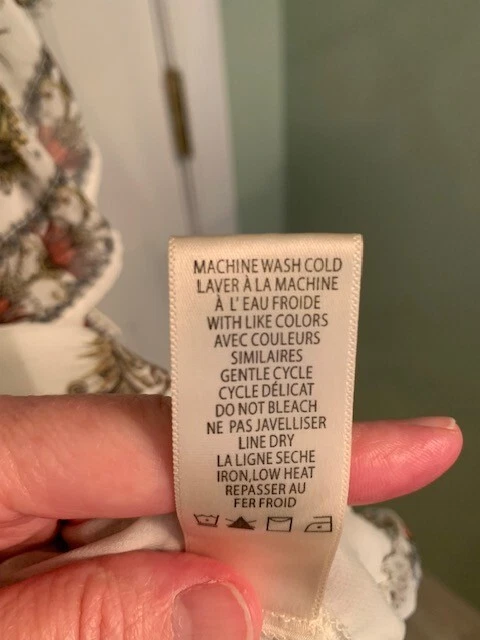 MACHINE WASH COLD
LAVER À LA MACHINE
À L' EAU FROIDE
WITH LIKE COLORS
AVEC COULEURS
SIMILAIRES
GENTLE CYCLE
CYCLE DÉLICAT
DO NOT BLEACH
NE PAS JAVELLISER
LINE DRY
LA LIGNE SECHE
IRON,LOW HEAT
REPASSER AU
FER FROID